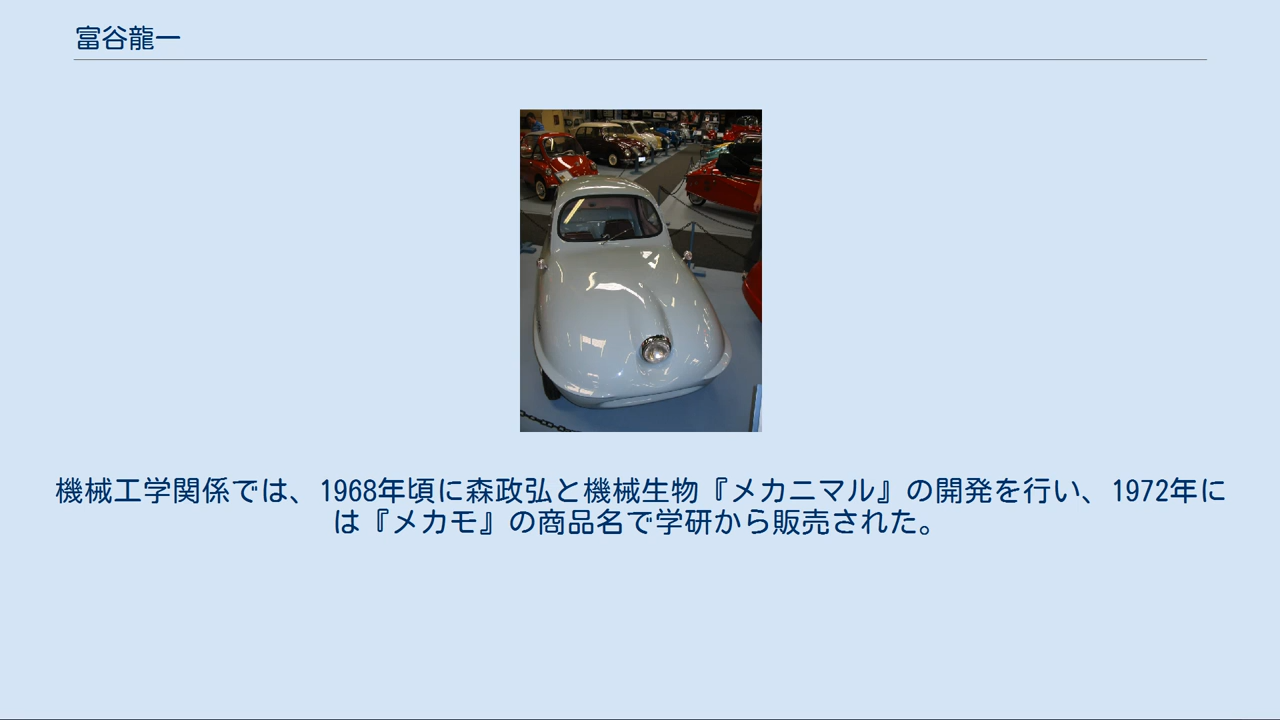 富谷龍一
機械工学関係では、1968年頃に森政弘と機械生物『メカニマル』の開発を行い、1972年に
は『メカモ』の商品名で学研から販売された。